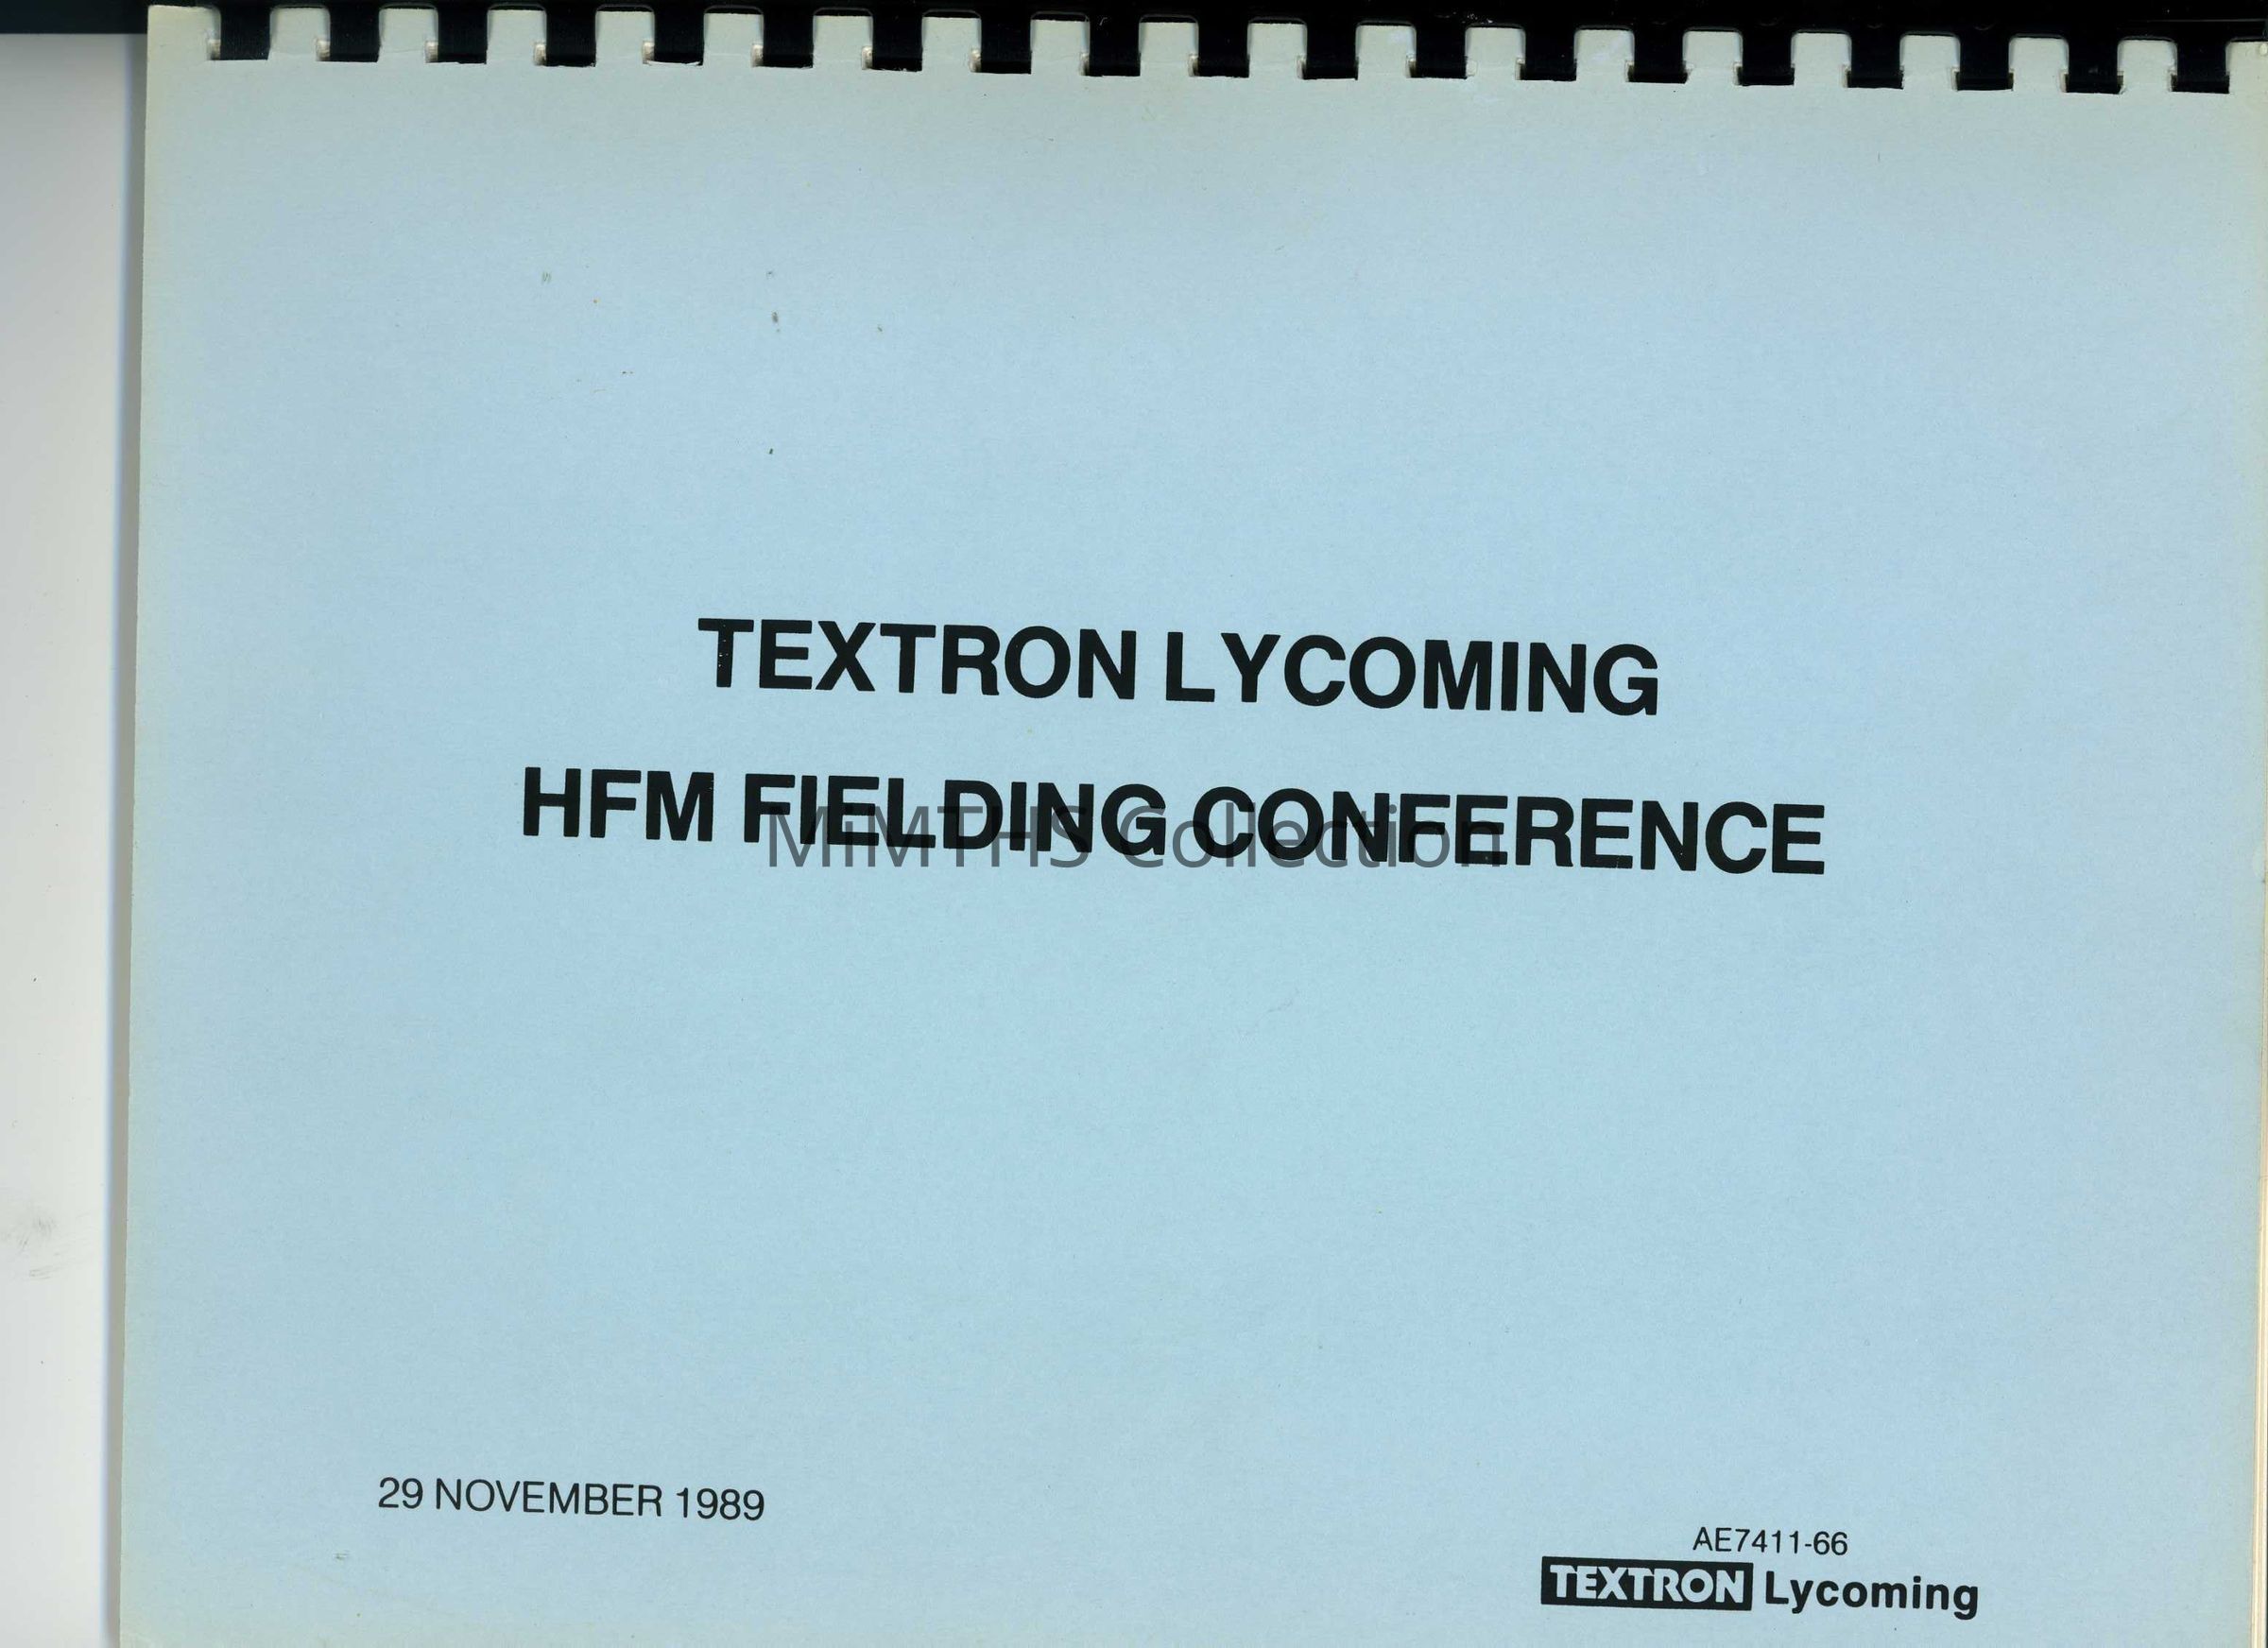 TEXTRON LYCOMING
HFM FIELDING CONFERENCE
MiMTHS Collection
29 NOVEMBER 1989
AE7411-66
TEXTRON Lycoming